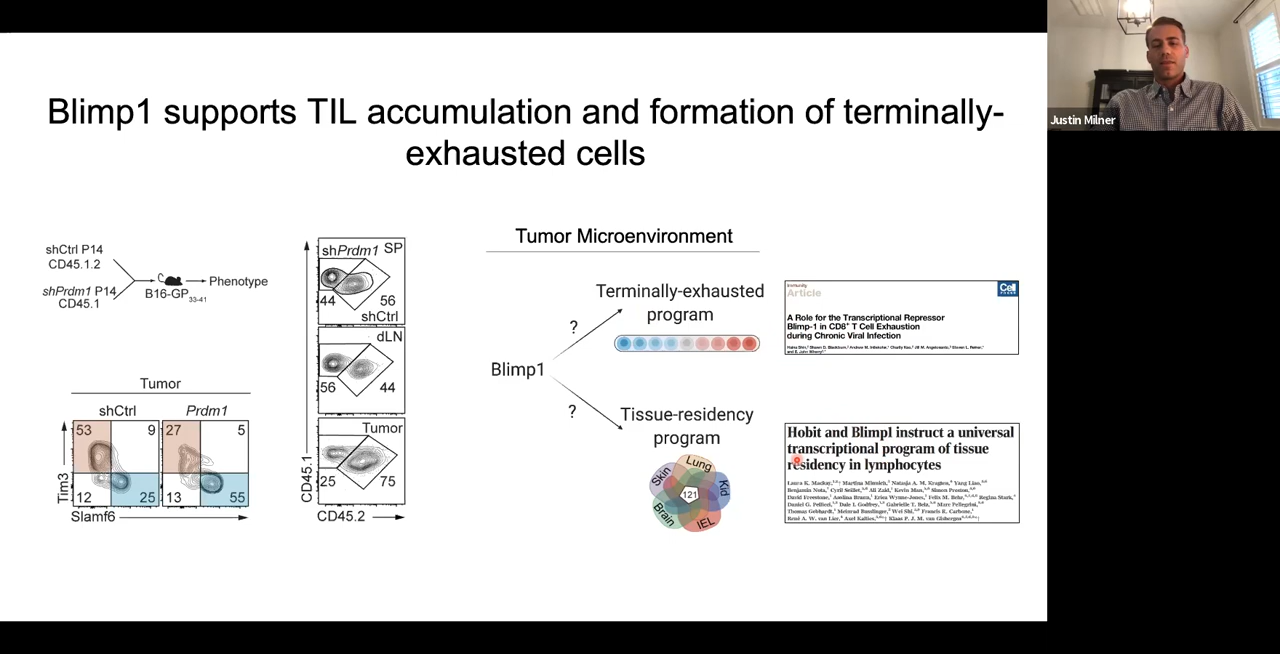 Blimp1 supports TIL accumulation and formation of terminally-
exhausted cells
Justin Milner
shCtrl P14
CD45.1.2
shPrdm1 P14
CD45.1
B16-GP33-41
Phenotype
Tumor
shCtrl
Prdm1
53
9
12
25
27
5
13
55
Tim3
Slamf6
shPrdm1 SP
44
56
shCtrl
dLN
56
44
Tumor
25
75
CD45.1
CD45.2
Tumor Microenvironment
Blimp1
?
?
Terminally-exhausted
program
Tissue-residency
program
Skin
Lung
Kid
IEL
Brain
121
Immunity
Article
Cell
PRESS
A Role for the Transcriptional Repressor
Blimp-1 in CD8+ T Cell Exhaustion
during Chronic Viral Infection
Hobit and Blimp1 instruct a universal
transcriptional program of tissue
residency in lymphocytes